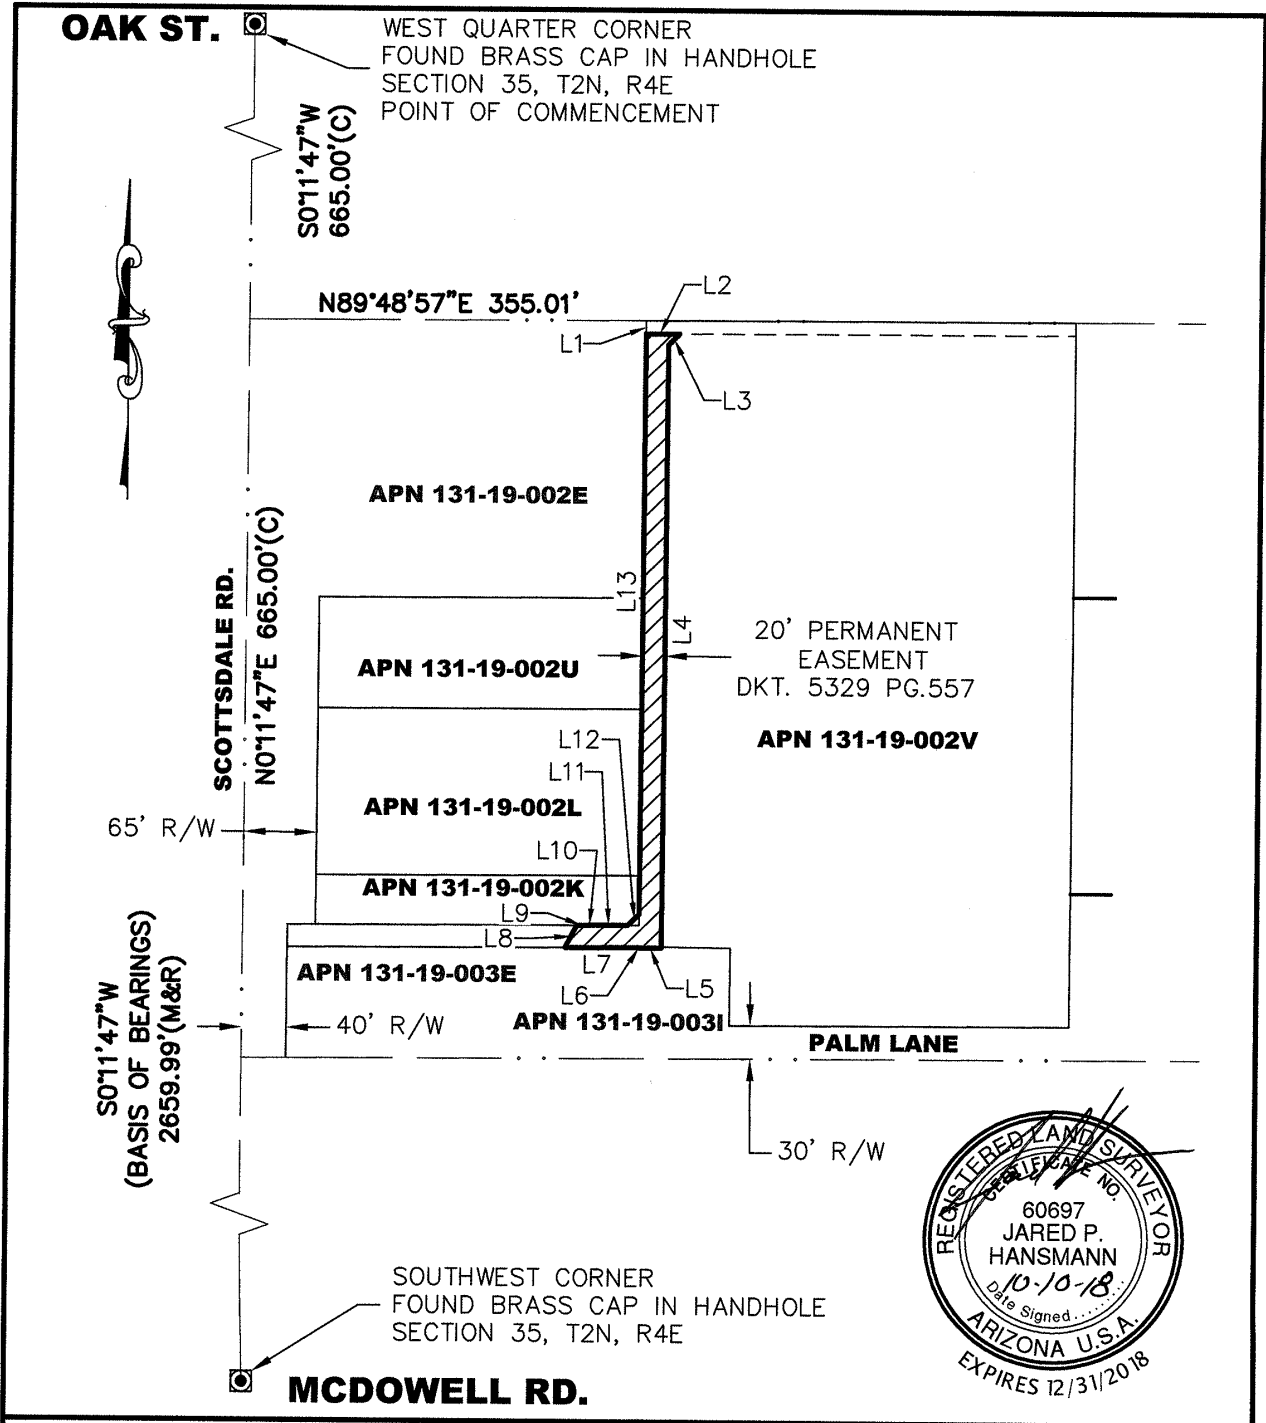 OAK ST.
WEST QUARTER CORNER
FOUND BRASS CAP IN HANDHOLE
SECTION 35, T2N, R4E
POINT OF COMMENCEMENT
S0°11'47"W
665.00'(C)
N89°48'57"E 355.01'
L2
L1
L3
APN 131-19-002E
SCOTTSDALE RD.
N0°11'47"E 665.00'(C)
L13
L4
20' PERMANENT
EASEMENT
DKT. 5329 PG.557
APN 131-19-002U
APN 131-19-002V
L12
L11
APN 131-19-002L
65' R/W
L10
APN 131-19-002K
L9
L8
L7
APN 131-19-003E
L6
L5
40' R/W
APN 131-19-003I
PALM LANE
S0°11'47"W
(BASIS OF BEARINGS)
2659.99'(M&R)
30' R/W
REGISTERED LAND SURVEYOR
CERTIFICATE NO.
60697
JARED P.
HANSMANN
10-10-18
Date Signed........
ARIZONA U.S.A.
EXPIRES 12/31/2018
SOUTHWEST CORNER
FOUND BRASS CAP IN HANDHOLE
SECTION 35, T2N, R4E
MCDOWELL RD.